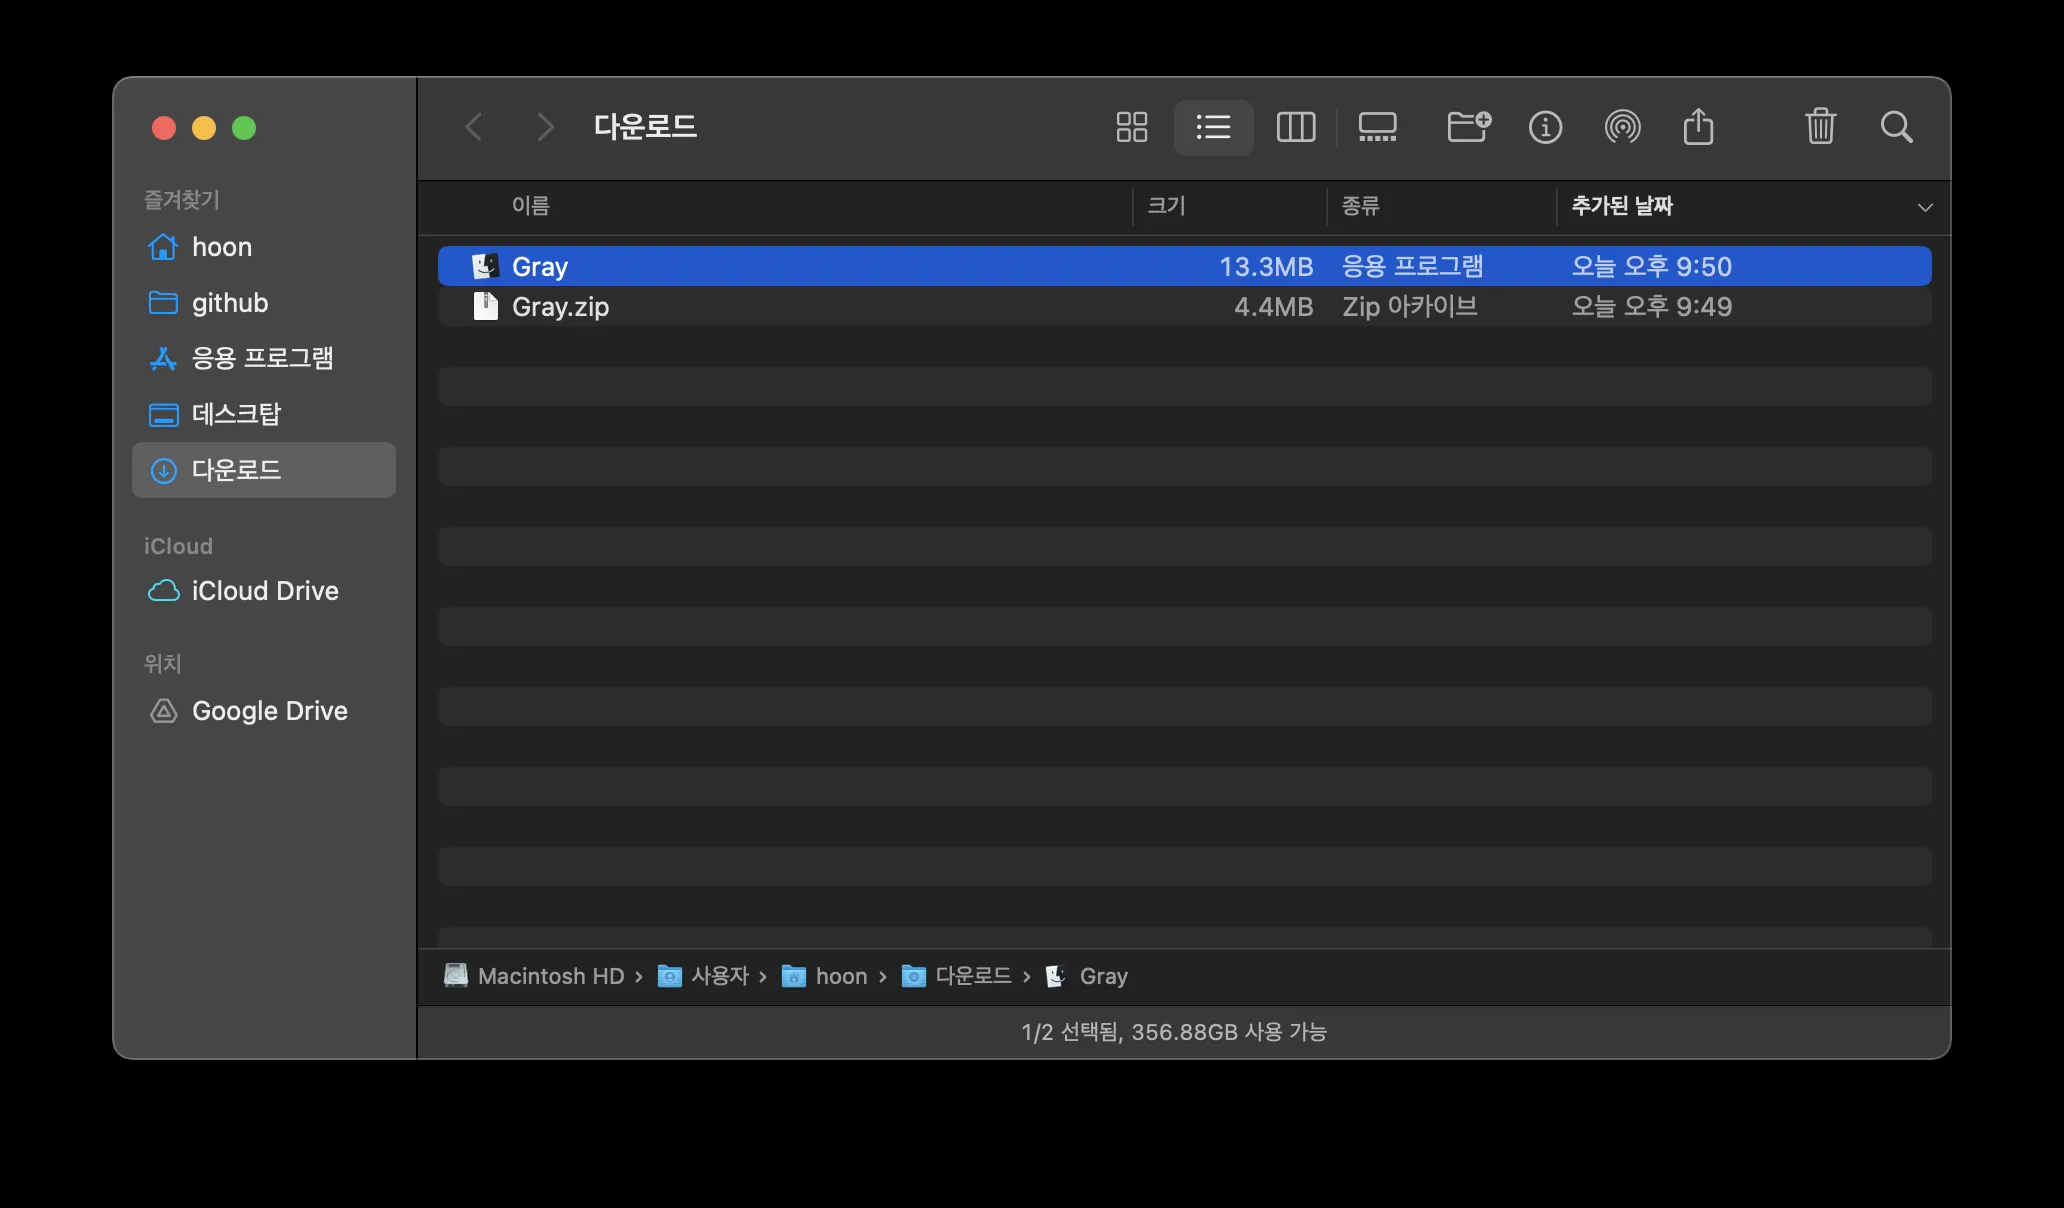 다운로드
즐겨찾기
hoon
github
응용 프로그램
데스크탑
다운로드
iCloud
iCloud Drive
위치
Google Drive
이름 크기 종류 추가된 날짜
Gray 13.3MB 응용 프로그램 오늘 오후 9:50
Gray.zip 4.4MB Zip 아카이브 오늘 오후 9:49
Macintosh HD › 사용자 › hoon › 다운로드 › Gray
1/2 선택됨, 356.88GB 사용 가능